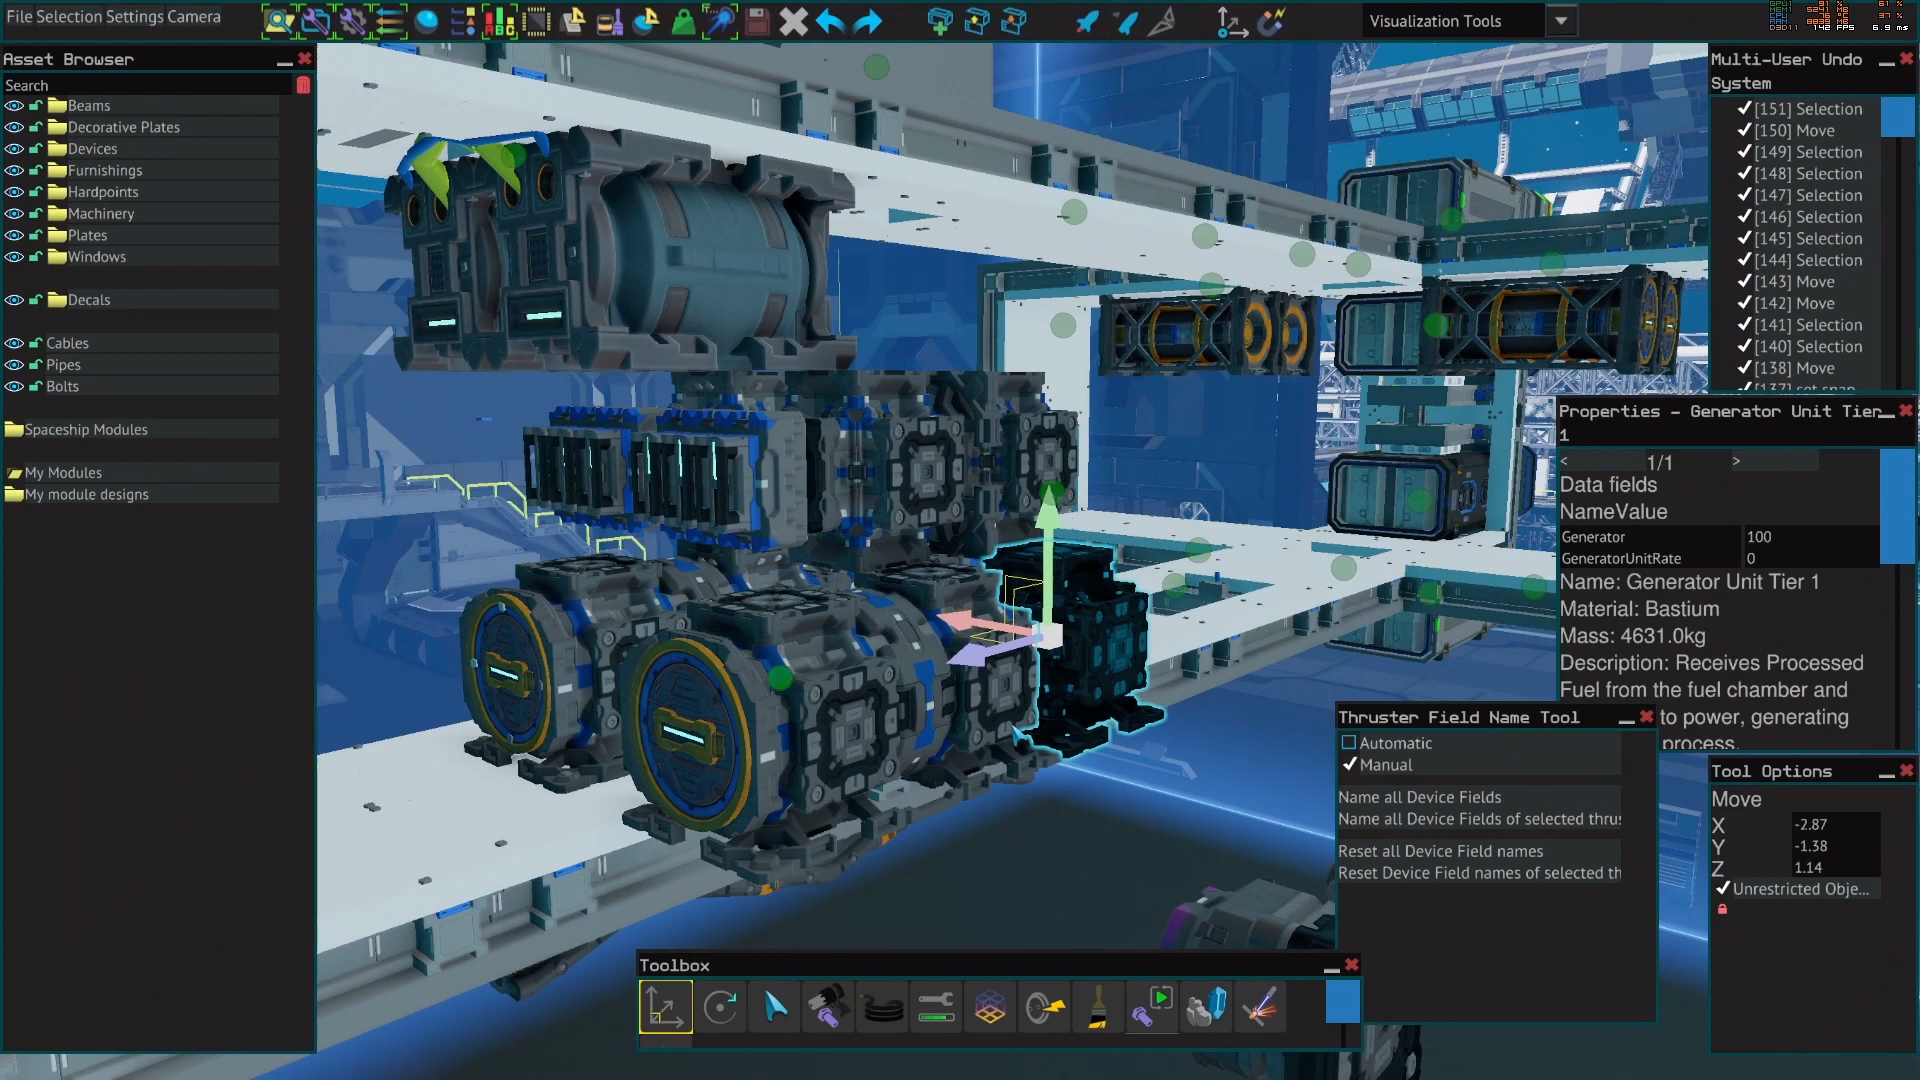 File Selection Settings Camera
Visualization Tools
Asset Browser
Search
Beams
Decorative Plates
Devices
Furnishings
Hardpoints
Machinery
Plates
Windows
Decals
Cables
Pipes
Bolts
Spaceship Modules
My Modules
My module designs
Multi-User Undo
System
[151] Selection
[150] Move
[149] Selection
[148] Selection
[147] Selection
[146] Selection
[145] Selection
[144] Selection
[143] Move
[142] Move
[141] Selection
[140] Selection
[138] Move
Properties - Generator Unit Tier
1
< 1/1 >
Data fields
NameValue
Generator 100
GeneratorUnitRate 0
Name: Generator Unit Tier 1
Material: Bastium
Mass: 4631.0kg
Description: Receives Processed
Fuel from the fuel chamber and
to power, generating
process.
Thruster Field Name Tool
Automatic
Manual
Name all Device Fields
Name all Device Fields of selected thrus
Reset all Device Field names
Reset Device Field names of selected th
Tool Options
Move
X -2.87
Y -1.38
Z 1.14
Unrestricted Obje...
Toolbox